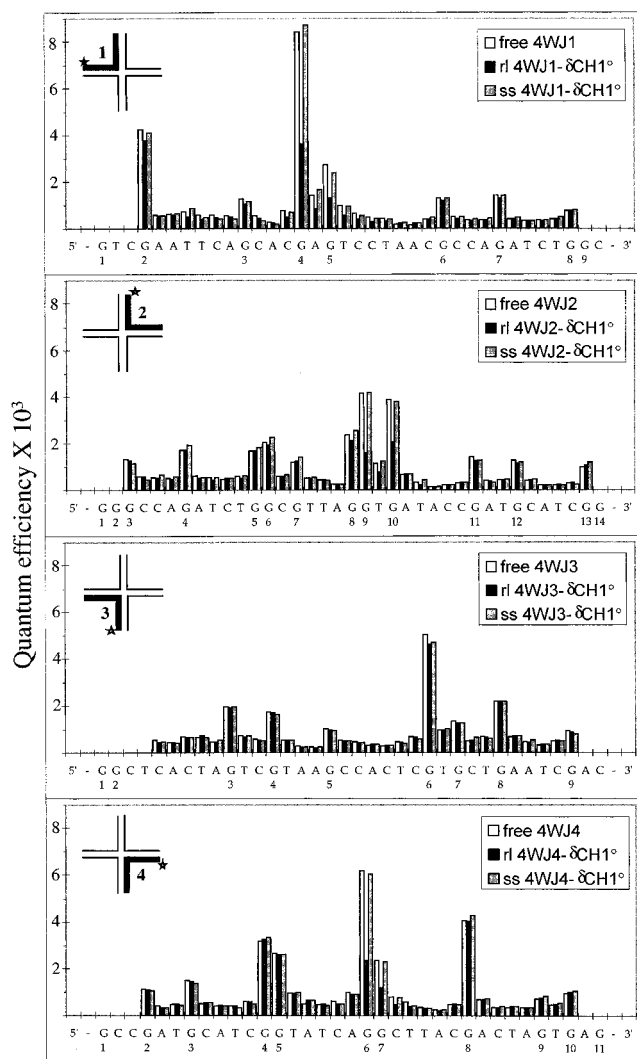 8
6
4
2
1
free 4WJ1
rl 4WJ1-δCH1°
ss 4WJ1-δCH1°
5' - G T C G A A T T C A G C A C G A G T C C T A A C G C C A G A T C T G G C - 3'
1 2 3 4 5 6 7 8 9
8
6
4
2
2
free 4WJ2
rl 4WJ2-δCH1°
ss 4WJ2-δCH1°
5' - G G G C C A G A T C T G G C G T T A G G T G A T A C C G A T G C A T C G G - 3'
1 2 3 4 5 6 7 8 9 10 11 12 13 14
Quantum efficiency X 10³
8
6
4
2
3
free 4WJ3
rl 4WJ3-δCH1°
ss 4WJ3-δCH1°
5' - G G C T C A C T A G T C G T A A G C C A C T C G T G C T G A A T C G A C - 3'
1 2 3 4 5 6 7 8 9
8
6
4
2
4
free 4WJ4
rl 4WJ4-δCH1°
ss 4WJ4-δCH1°
5' - G C C G A T G C A T C G G T A T C A G G C T T A C G A C T A G T G A G - 3'
1 2 3 4 5 6 7 8 9 10 11